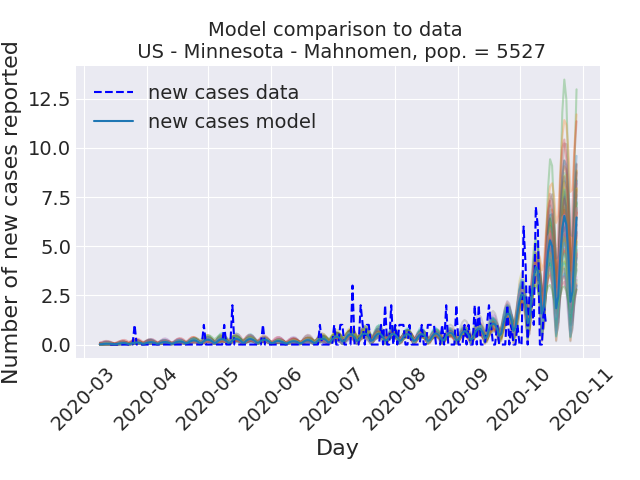 Model comparison to data
US - Minnesota - Mahnomen, pop. = 5527
Number of new cases reported
12.5
10.0
7.5
5.0
2.5
0.0
new cases data
new cases model
2020-03
2020-04
2020-05
2020-06
2020-07
2020-08
2020-09
2020-10
2020-11
Day